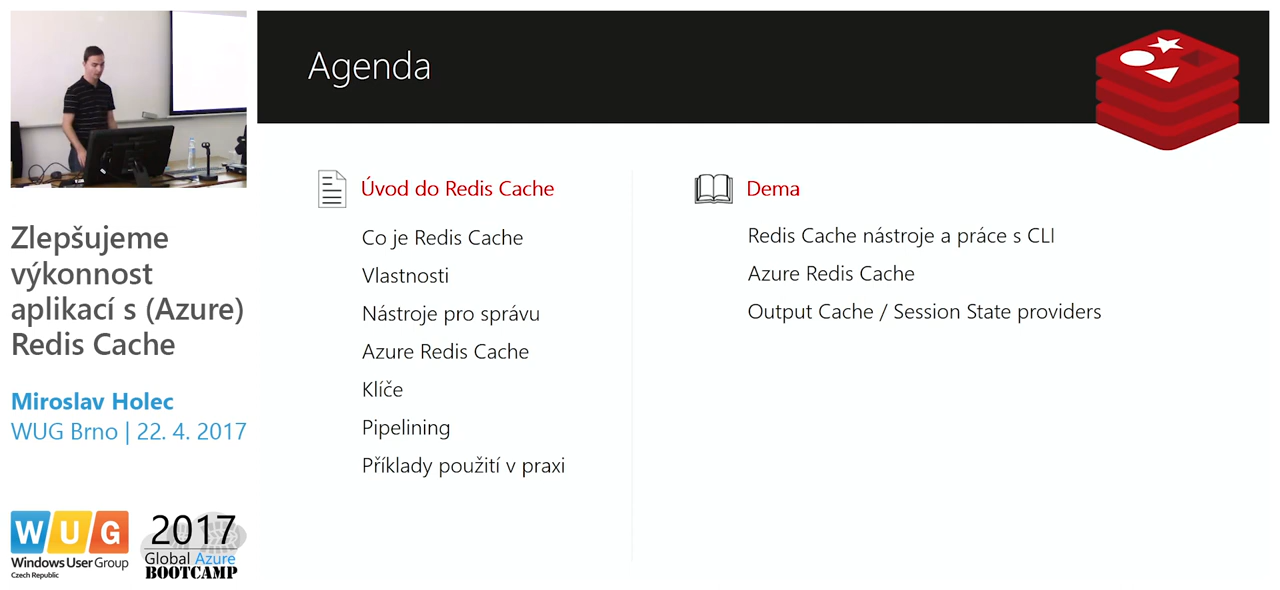 Agenda
Úvod do Redis Cache
Co je Redis Cache
Vlastnosti
Nástroje pro správu
Azure Redis Cache
Klíče
Pipelining
Příklady použití v praxi
Dema
Redis Cache nástroje a práce s CLI
Azure Redis Cache
Output Cache / Session State providers
Zlepšujeme
výkonnost
aplikací s (Azure)
Redis Cache
Miroslav Holec
WUG Brno | 22. 4. 2017
WUG
Windows User Group
Czech Republic
2017
Global Azure
BOOTCAMP